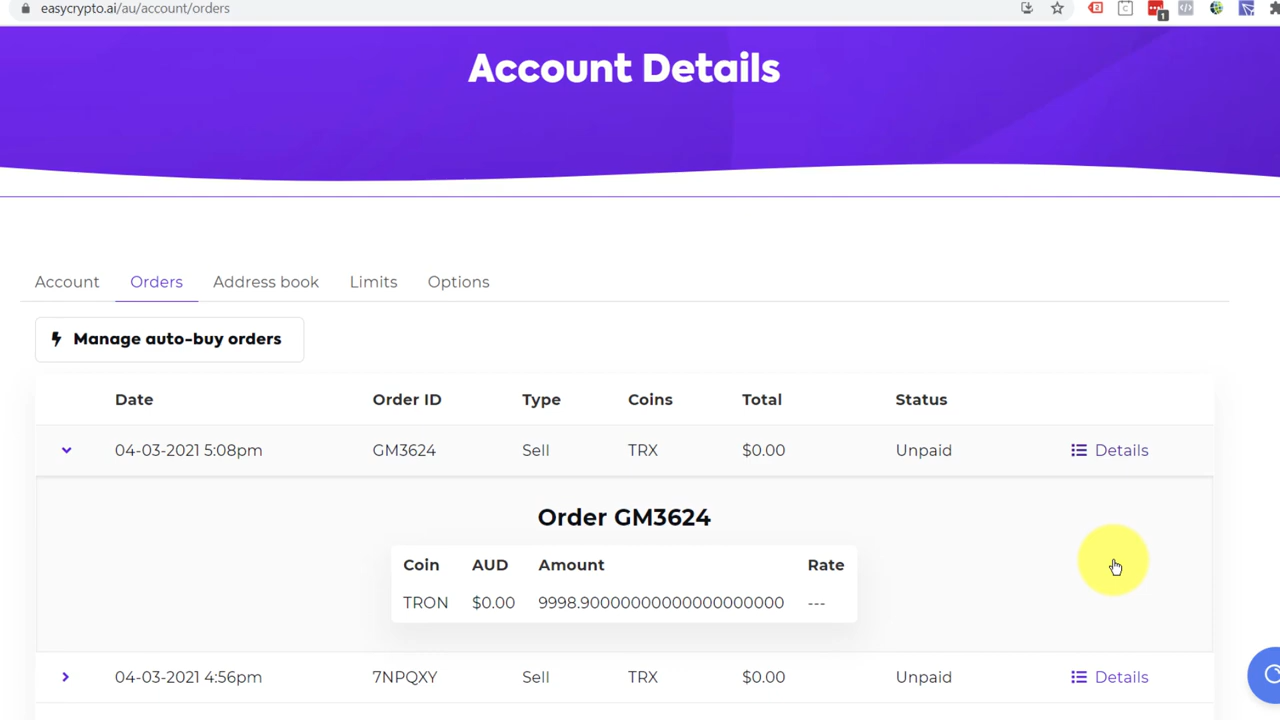 easycrypto.ai/au/account/orders
Account Details
Account Orders Address book Limits Options
Manage auto-buy orders
Date Order ID Type Coins Total Status
04-03-2021 5:08pm GM3624 Sell TRX $0.00 Unpaid Details
Order GM3624
Coin AUD Amount Rate
TRON $0.00 9998.90000000000000000000 ---
04-03-2021 4:56pm 7NPQXY Sell TRX $0.00 Unpaid Details